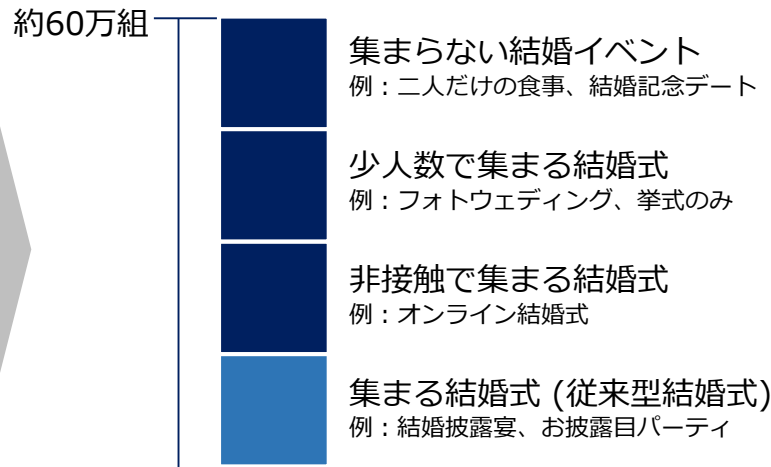 約60万組
集まらない結婚イベント
例：二人だけの食事、結婚記念デート
少人数で集まる結婚式
例：フォトウェディング、挙式のみ
非接触で集まる結婚式
例：オンライン結婚式
集まる結婚式 (従来型結婚式)
例：結婚披露宴、お披露目パーティ